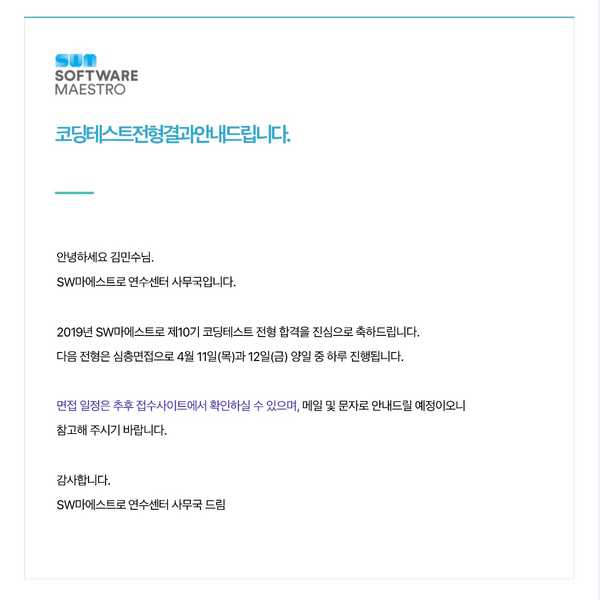 SWM
SOFTWARE
MAESTRO
코딩테스트전형결과안내드립니다.
안녕하세요 김민수님.
SW마에스트로 연수센터 사무국입니다.
2019년 SW마에스트로 제10기 코딩테스트 전형 합격을 진심으로 축하드립니다.
다음 전형은 심층면접으로 4월 11일(목)과 12일(금) 양일 중 하루 진행됩니다.
면접 일정은 추후 접수사이트에서 확인하실 수 있으며, 메일 및 문자로 안내드릴 예정이오니
참고해 주시기 바랍니다.
감사합니다.
SW마에스트로 연수센터 사무국 드림